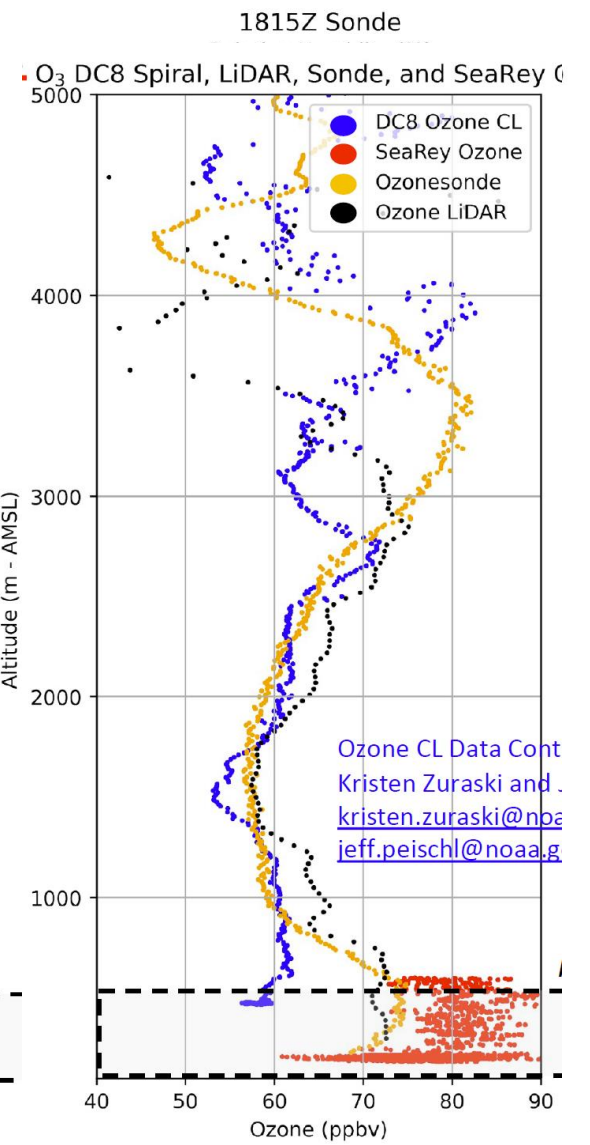 1815Z Sonde
O₃ DC8 Spiral, LiDAR, Sonde, and SeaRey
5000
DC8 Ozone CL
SeaRey Ozone
Ozonesonde
Ozone LiDAR
4000
3000
Altitude (m - AMSL)
2000
Ozone CL Data Cont
Kristen Zuraski and
kristen.zuraski@noa
jeff.peischl@noaa.g
1000
40 50 60 70 80 90
Ozone (ppbv)